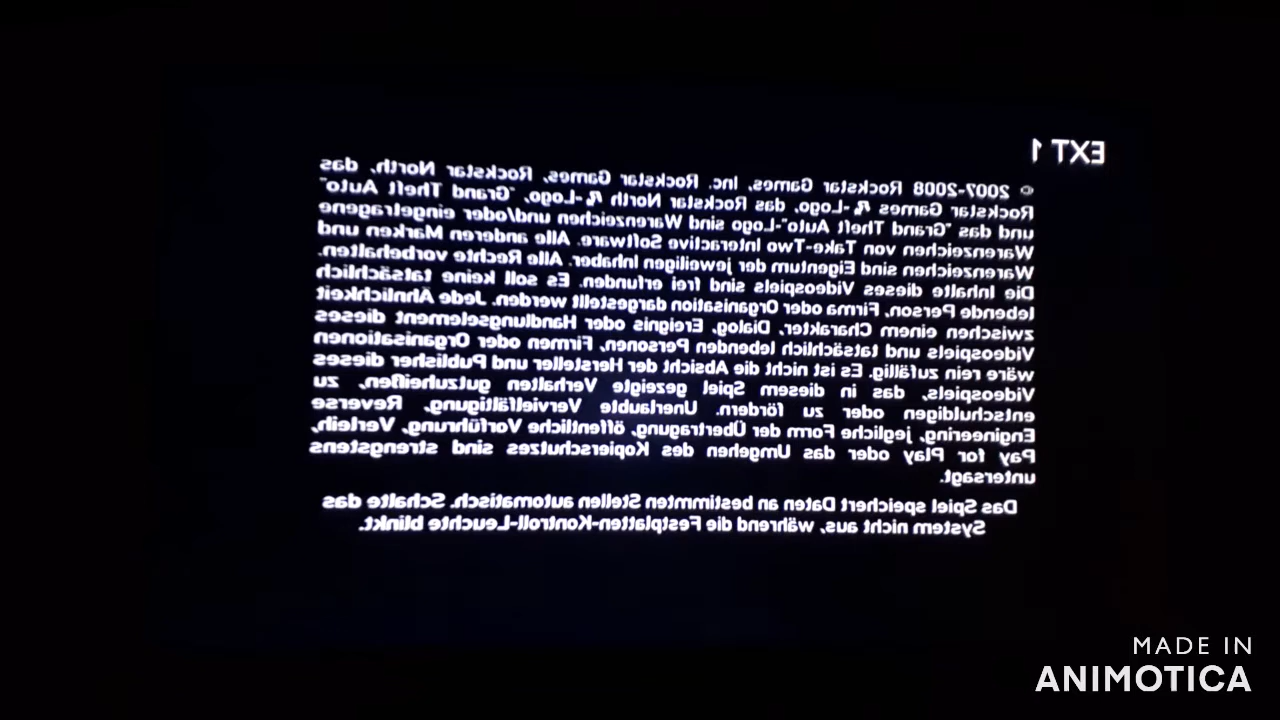 EXT 1
© 2007-2008 Rockstar Games, Inc. Rockstar Games, Rockstar North, das
Rockstar Games R -Logo, das Rockstar North R -Logo, "Grand Theft Auto"
und das "Grand Theft Auto"-Logo sind Warenzeichen und/oder eingetragene
Warenzeichen von Take-Two Interactive Software. Alle anderen Marken und
Warenzeichen sind Eigentum der jeweiligen Inhaber. Alle Rechte vorbehalten.
Die Inhalte dieses Videospiels sind frei erfunden. Es soll keine tatsächlich
lebende Person, Firma oder Organisation dargestellt werden. Jede Ähnlichkeit
zwischen einem Charakter, Dialog, Ereignis oder Handlungselement dieses
Videospiels und tatsächlich lebenden Personen, Firmen oder Organisationen
wäre rein zufällig. Es ist nicht die Absicht der Hersteller und Publisher dieses
Videospiels, das in diesem Spiel gezeigte Verhalten gutzuheißen, zu
entschuldigen oder zu fördern. Unerlaubte Vervielfältigung, Reverse
Engineering, jegliche Form der Übertragung, öffentliche Vorführung, Verleih,
Pay for Play oder das Umgehen des Kopierschutzes sind strengstens
untersagt.
Das Spiel speichert Daten an bestimmten Stellen automatisch. Schalte das
System nicht aus, während die Festplatten-Kontroll-Leuchte blinkt.
MADE IN
ANIMOTICA